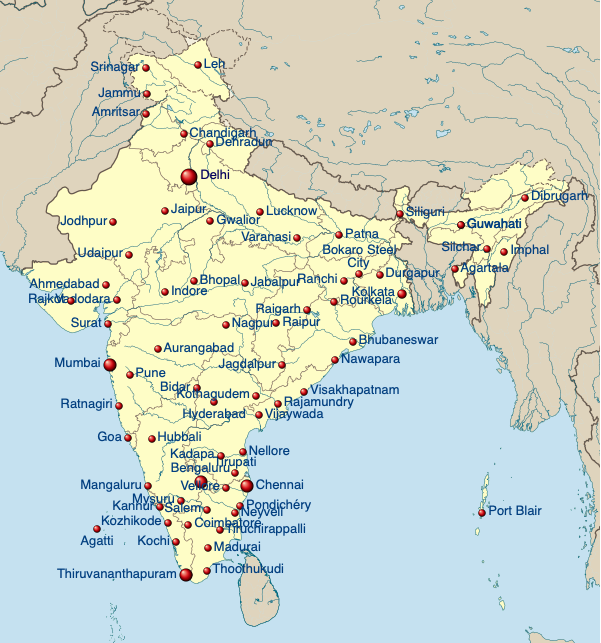 Srinagar
Leh
Jammu
Amritsar
Chandigarh
Dehradun
Delhi
Dibrugarh
Jaipur
Lucknow
Siliguri
Jodhpur
Gwalior
Guwahati
Varanasi
Patna
Udaipur
Bokaro Steel
City
Silchar
Imphal
Agartala
Ahmedabad
Bhopal
Jabalpur
Ranchi
Durgapur
Rajkot
Vadodara
Indore
Kolkata
Raigarh
Rourkela
Surat
Nagpur
Raipur
Bhubaneswar
Aurangabad
Nawapara
Mumbai
Jagdalpur
Pune
Bidar
Kothagudem
Visakhapatnam
Ratnagiri
Rajamundry
Hyderabad
Vijaywada
Goa
Hubbali
Kadapa
Nellore
Tirupati
Bengaluru
Mangaluru
Vellore
Chennai
Mysuru
Kannur
Salem
Pondichéry
Neyveli
Port Blair
Kozhikode
Coimbatore
Tiruchirappalli
Agatti
Kochi
Madurai
Thiruvananthapuram
Thoothukudi